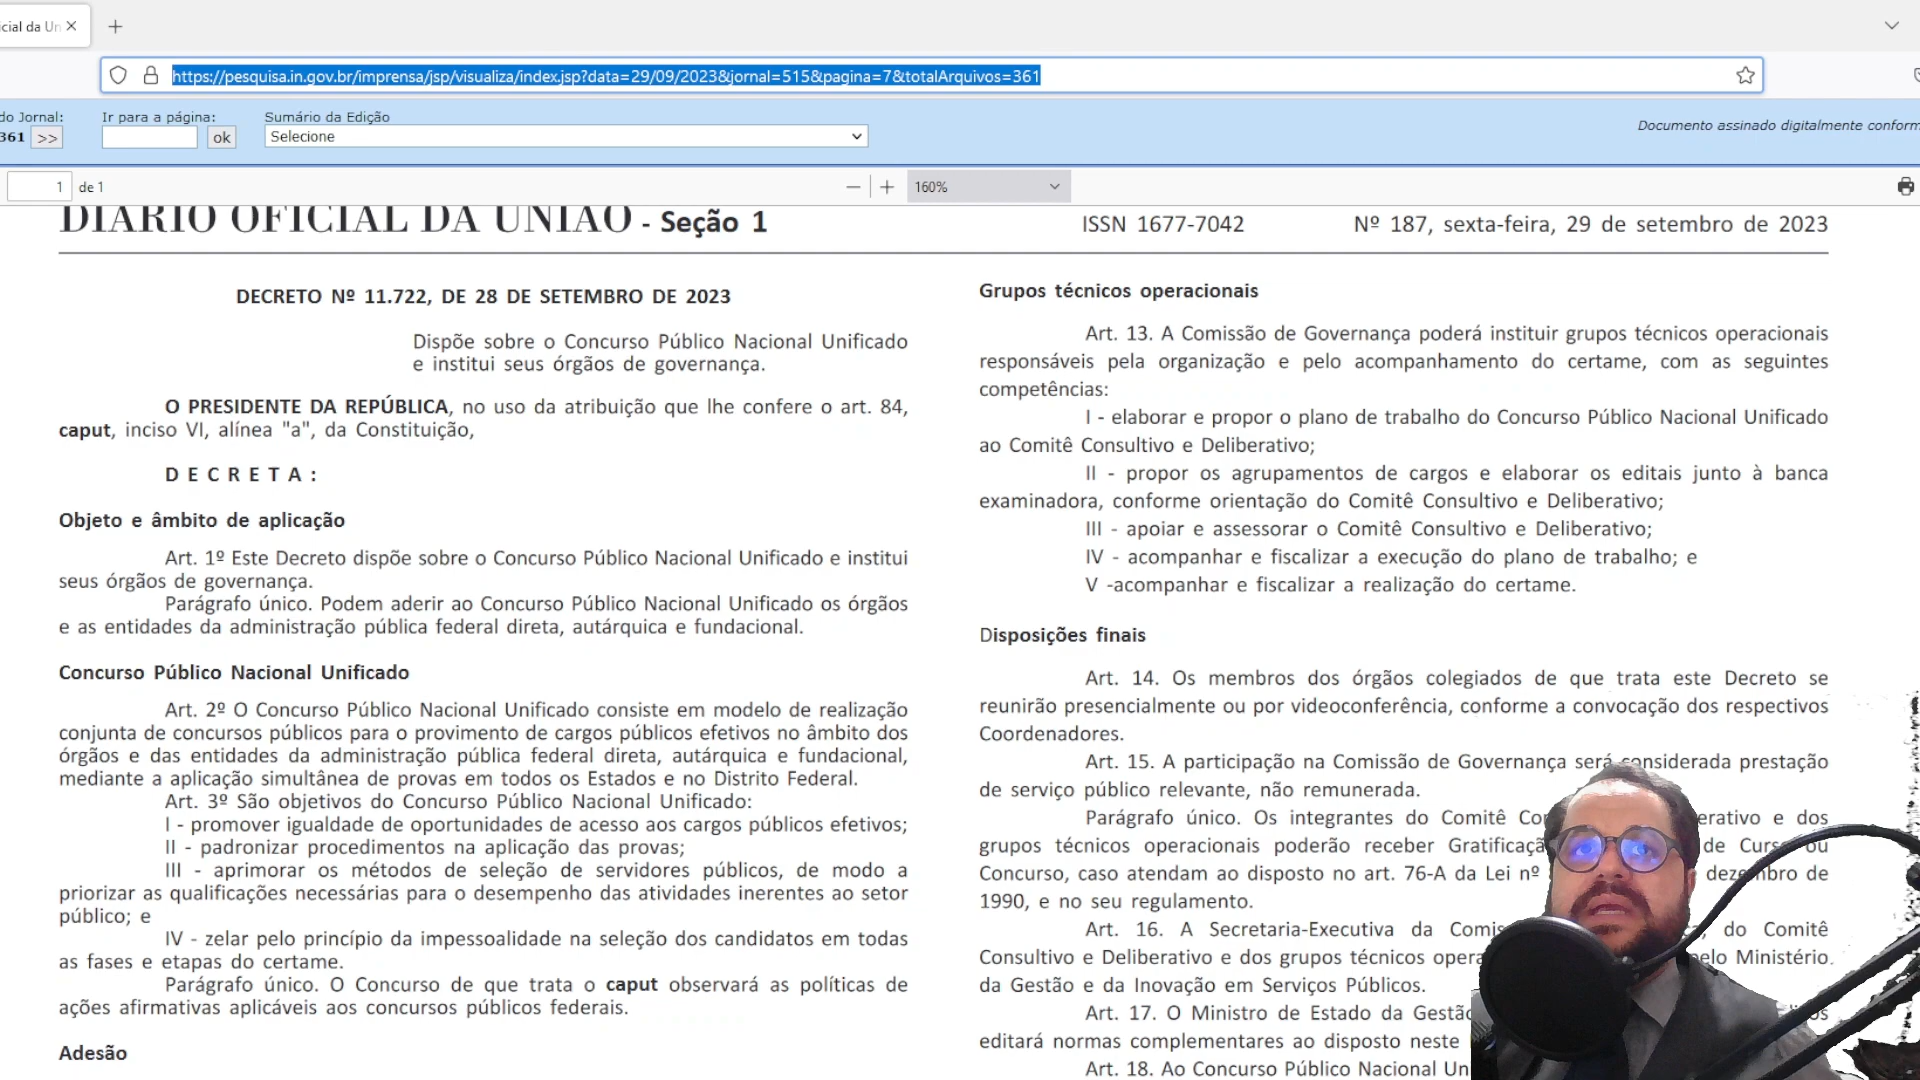 icial da Un
https://pesquisa.in.gov.br/imprensa/jsp/visualiza/index.jsp?data=29/09/2023&jornal=515&pagina=7&totalArquivos=361
do Jornal:
361 >>
Ir para a página:
ok
Sumário da Edição
Selecione
Documento assinado digitalmente conform
1 de 1
160%
DIÁRIO OFICIAL DA UNIÃO - Seção 1
ISSN 1677-7042
Nº 187, sexta-feira, 29 de setembro de 2023
DECRETO Nº 11.722, DE 28 DE SETEMBRO DE 2023
Dispõe sobre o Concurso Público Nacional Unificado
e institui seus órgãos de governança.
O PRESIDENTE DA REPÚBLICA, no uso da atribuição que lhe confere o art. 84,
caput, inciso VI, alínea "a", da Constituição,
D E C R E T A :
Objeto e âmbito de aplicação
Art. 1º Este Decreto dispõe sobre o Concurso Público Nacional Unificado e institui
seus órgãos de governança.
Parágrafo único. Podem aderir ao Concurso Público Nacional Unificado os órgãos
e as entidades da administração pública federal direta, autárquica e fundacional.
Concurso Público Nacional Unificado
Art. 2º O Concurso Público Nacional Unificado consiste em modelo de realização
conjunta de concursos públicos para o provimento de cargos públicos efetivos no âmbito dos
órgãos e das entidades da administração pública federal direta, autárquica e fundacional,
mediante a aplicação simultânea de provas em todos os Estados e no Distrito Federal.
Art. 3º São objetivos do Concurso Público Nacional Unificado:
I - promover igualdade de oportunidades de acesso aos cargos públicos efetivos;
II - padronizar procedimentos na aplicação das provas;
III - aprimorar os métodos de seleção de servidores públicos, de modo a
priorizar as qualificações necessárias para o desempenho das atividades inerentes ao setor
público; e
IV - zelar pelo princípio da impessoalidade na seleção dos candidatos em todas
as fases e etapas do certame.
Parágrafo único. O Concurso de que trata o caput observará as políticas de
ações afirmativas aplicáveis aos concursos públicos federais.
Adesão
Grupos técnicos operacionais
Art. 13. A Comissão de Governança poderá instituir grupos técnicos operacionais
responsáveis pela organização e pelo acompanhamento do certame, com as seguintes
competências:
I - elaborar e propor o plano de trabalho do Concurso Público Nacional Unificado
ao Comitê Consultivo e Deliberativo;
II - propor os agrupamentos de cargos e elaborar os editais junto à banca
examinadora, conforme orientação do Comitê Consultivo e Deliberativo;
III - apoiar e assessorar o Comitê Consultivo e Deliberativo;
IV - acompanhar e fiscalizar a execução do plano de trabalho; e
V -acompanhar e fiscalizar a realização do certame.
Disposições finais
Art. 14. Os membros dos órgãos colegiados de que trata este Decreto se
reunirão presencialmente ou por videoconferência, conforme a convocação dos respectivos
Coordenadores.
Art. 15. A participação na Comissão de Governança será considerada prestação
de serviço público relevante, não remunerada.
Parágrafo único. Os integrantes do Comitê Co erativo e dos
grupos técnicos operacionais poderão receber Gratificaçã de Curso ou
Concurso, caso atendam ao disposto no art. 76-A da Lei nº dezembro de
1990, e no seu regulamento.
Art. 16. A Secretaria-Executiva da Comis do Comitê
Consultivo e Deliberativo e dos grupos técnicos opera pelo Ministério
da Gestão e da Inovação em Serviços Públicos.
Art. 17. O Ministro de Estado da Gestã
editará normas complementares ao disposto neste
Art. 18. Ao Concurso Público Nacional Un